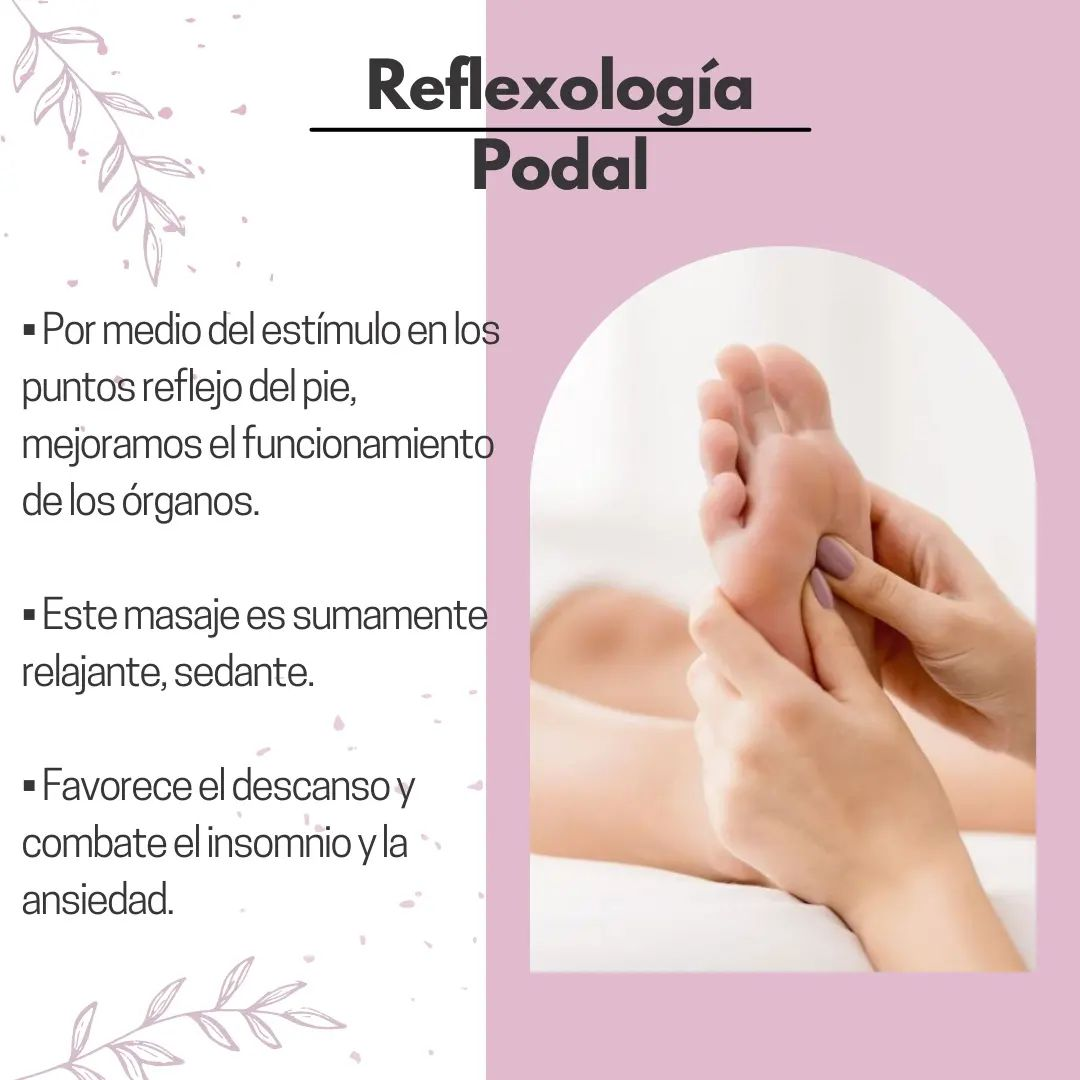 Reflexología
Podal
▪ Por medio del estímulo en los
puntos reflejo del pie,
mejoramos el funcionamiento
de los órganos.
▪ Este masaje es sumamente
relajante, sedante.
▪ Favorece el descanso y
combate el insomnio y la
ansiedad.